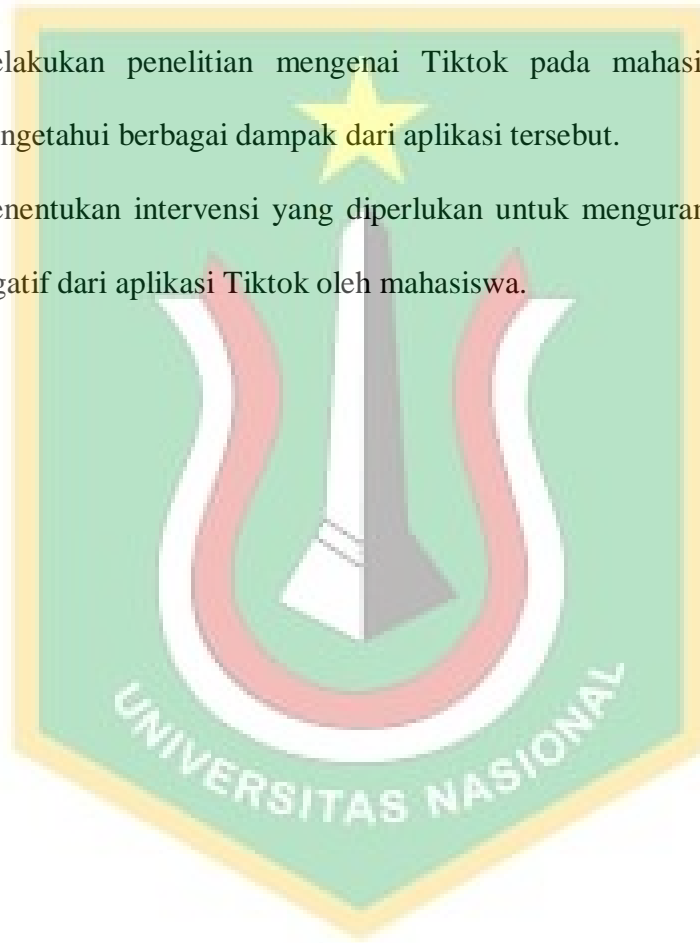 elakukan penelitian mengenai Tiktok pada mahasi
ngetahui berbagai dampak dari aplikasi tersebut.
enentukan intervensi yang diperlukan untuk menguran
gatif dari aplikasi Tiktok oleh mahasiswa.
UNIVERSITAS NASIONAL